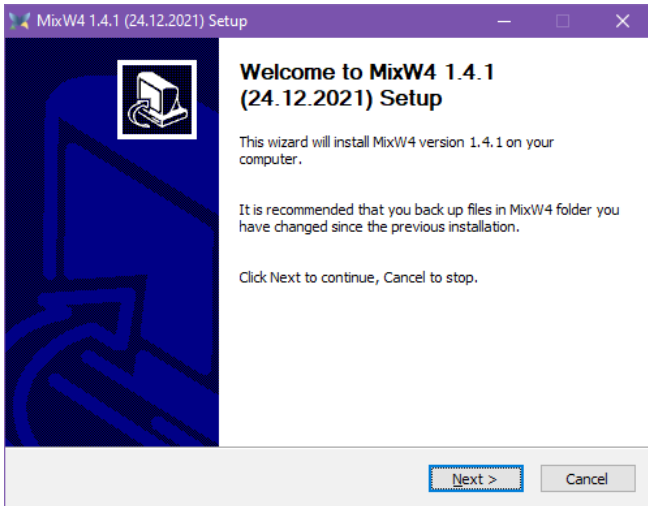 MixW4 1.4.1 (24.12.2021) Setup
Welcome to MixW4 1.4.1
(24.12.2021) Setup
This wizard will install MixW4 version 1.4.1 on your
computer.
It is recommended that you back up files in MixW4 folder you
have changed since the previous installation.
Click Next to continue, Cancel to stop.
Next >
Cancel